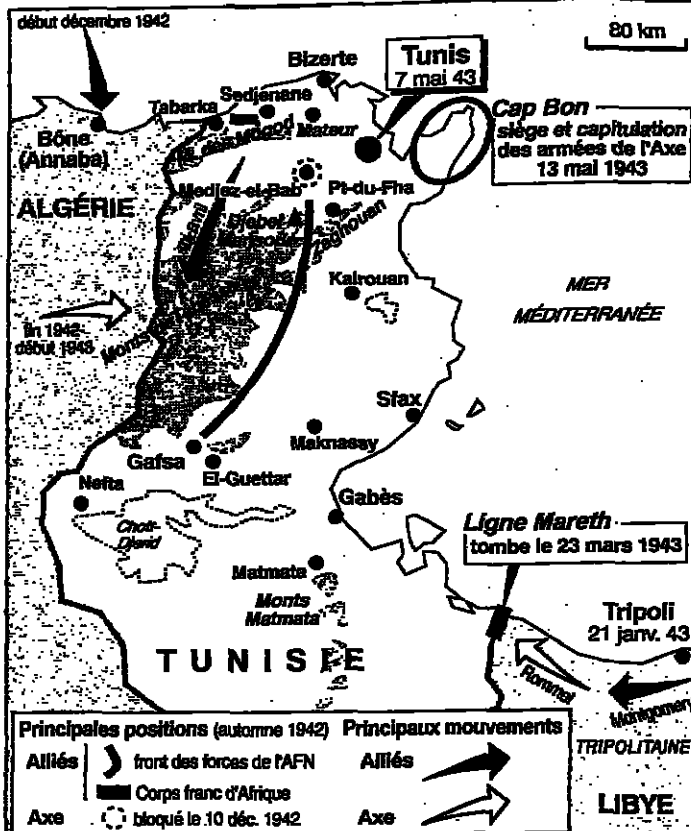 début décembre 1942
80 km
Bizerte
Tunis
7 mai 43
Sedjenane
Tabarka
Mateur
Bône
(Annaba)
Mogod
Cap Bon
siège et capitulation
des armées de l'Axe
13 mai 1943
Medjez-el-Bab
Pt-du-Fha
ALGÉRIE
Djebel
Zaghouan
Kairouan
MER
MÉDITERRANÉE
fin 1942-
début 1943
Monts
Sfax
Maknassy
Gafsa
El-Guettar
Nefta
Gabès
Chott-
Djerid
Ligne Mareth
tombe le 23 mars 1943
Matmata
Monts
Matmata
Tripoli
21 janv. 43
TUNISIE
Rommel
Montgomery
TRIPOLITAINE
LIBYE
Principales positions (automne 1942)
Alliés
front des forces de l'AFN
Corps franc d'Afrique
Axe
bloqué le 10 déc. 1942
Principaux mouvements
Alliés
Axe